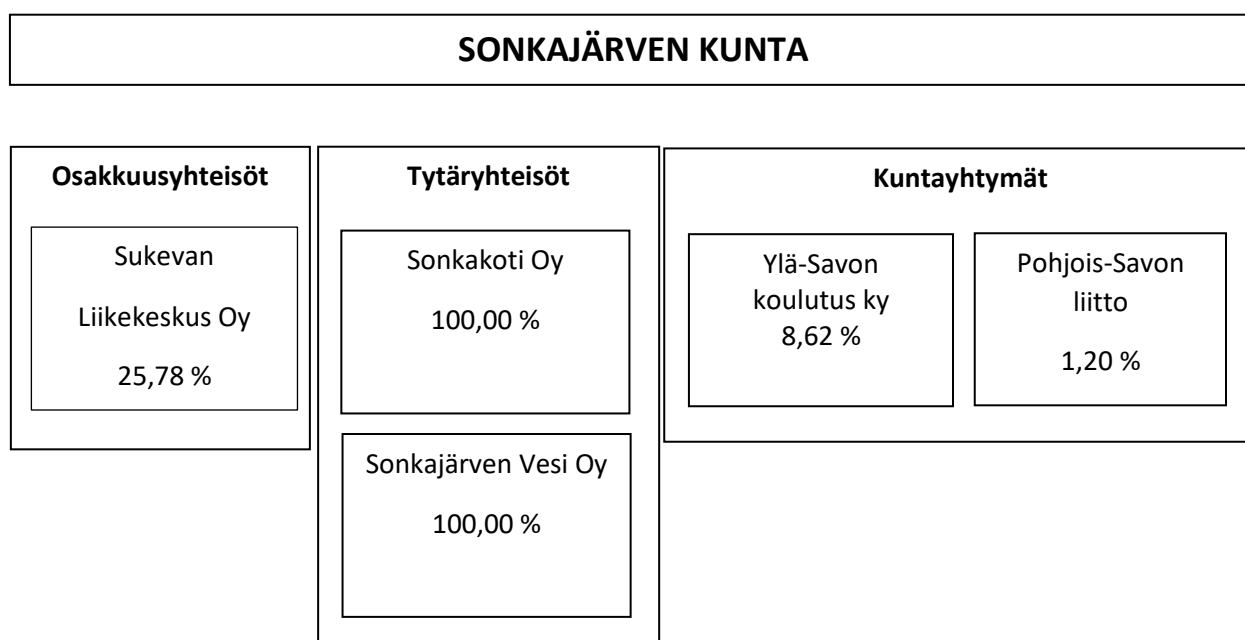 SONKAJÄRVEN KUNTA
Osakkuusyhteisöt
Sukevan
Liikekeskus Oy
25,78 %
Tytäryhteisöt
Sonkakoti Oy
100,00 %
Sonkajärven Vesi Oy
100,00 %
Kuntayhtymät
Ylä-Savon
koulutus ky
8,62 %
Pohjois-Savon
liitto
1,20 %